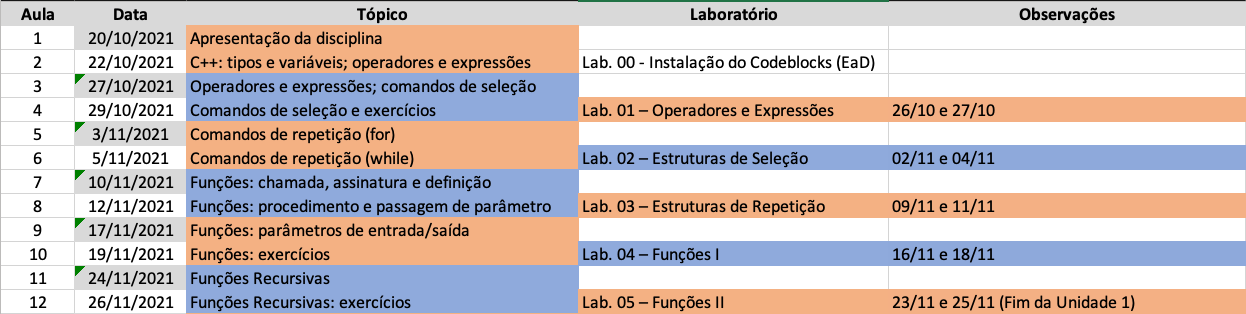 Aula Data Tópico Laboratório Observações
1 20/10/2021 Apresentação da disciplina
2 22/10/2021 C++: tipos e variáveis; operadores e expressões Lab. 00 - Instalação do Codeblocks (EaD)
3 27/10/2021 Operadores e expressões; comandos de seleção
4 29/10/2021 Comandos de seleção e exercícios Lab. 01 – Operadores e Expressões 26/10 e 27/10
5 3/11/2021 Comandos de repetição (for)
6 5/11/2021 Comandos de repetição (while) Lab. 02 – Estruturas de Seleção 02/11 e 04/11
7 10/11/2021 Funções: chamada, assinatura e definição
8 12/11/2021 Funções: procedimento e passagem de parâmetro Lab. 03 – Estruturas de Repetição 09/11 e 11/11
9 17/11/2021 Funções: parâmetros de entrada/saída
10 19/11/2021 Funções: exercícios Lab. 04 – Funções I 16/11 e 18/11
11 24/11/2021 Funções Recursivas
12 26/11/2021 Funções Recursivas: exercícios Lab. 05 – Funções II 23/11 e 25/11 (Fim da Unidade 1)